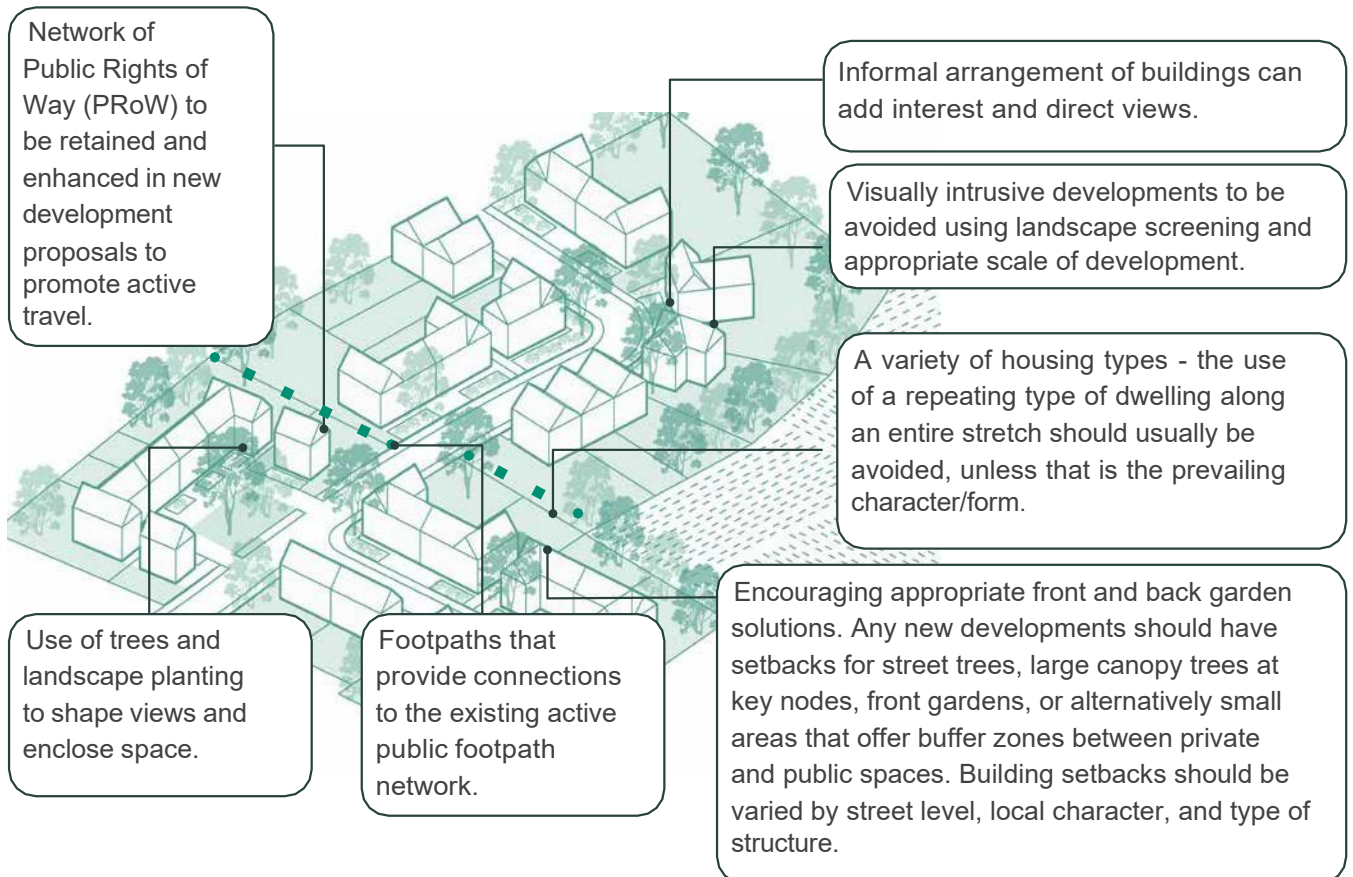 Network of
Public Rights of
Way (PRoW) to
be retained and
enhanced in new
development
proposals to
promote active
travel.
Informal arrangement of buildings can
add interest and direct views.
Visually intrusive developments to be
avoided using landscape screening and
appropriate scale of development.
A variety of housing types - the use
of a repeating type of dwelling along
an entire stretch should usually be
avoided, unless that is the prevailing
character/form.
Use of trees and
landscape planting
to shape views and
enclose space.
Footpaths that
provide connections
to the existing active
public footpath
network.
Encouraging appropriate front and back garden
solutions. Any new developments should have
setbacks for street trees, large canopy trees at
key nodes, front gardens, or alternatively small
areas that offer buffer zones between private
and public spaces. Building setbacks should be
varied by street level, local character, and type of
structure.